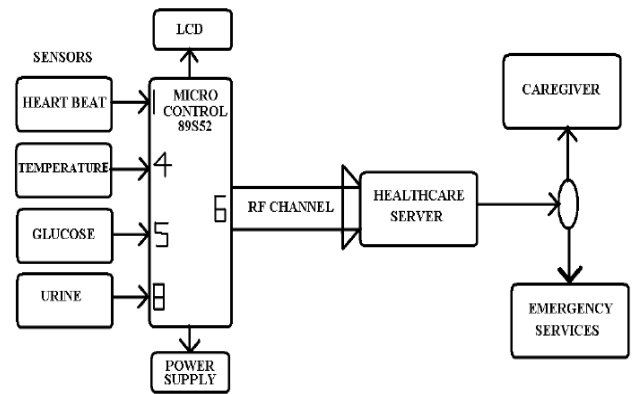 LCD
SENSORS
HEART BEAT
1
MICRO
CONTROL
89S52
TEMPERATURE
4
GLUCOSE
5
6
RF CHANNEL
URINE
8
POWER
SUPPLY
HEALTHCARE
SERVER
CAREGIVER
EMERGENCY
SERVICES